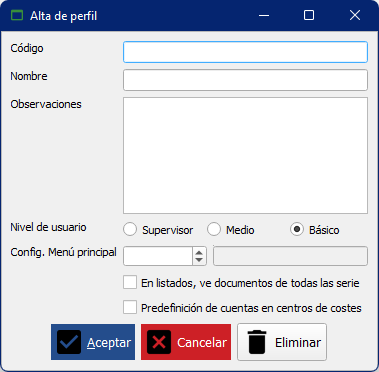 Alta de perfil
Código
Nombre
Observaciones
Nivel de usuario Supervisor Medio Básico
Config. Menú principal
En listados, ve documentos de todas las serie
Predefinición de cuentas en centros de costes
Aceptar Cancelar Eliminar